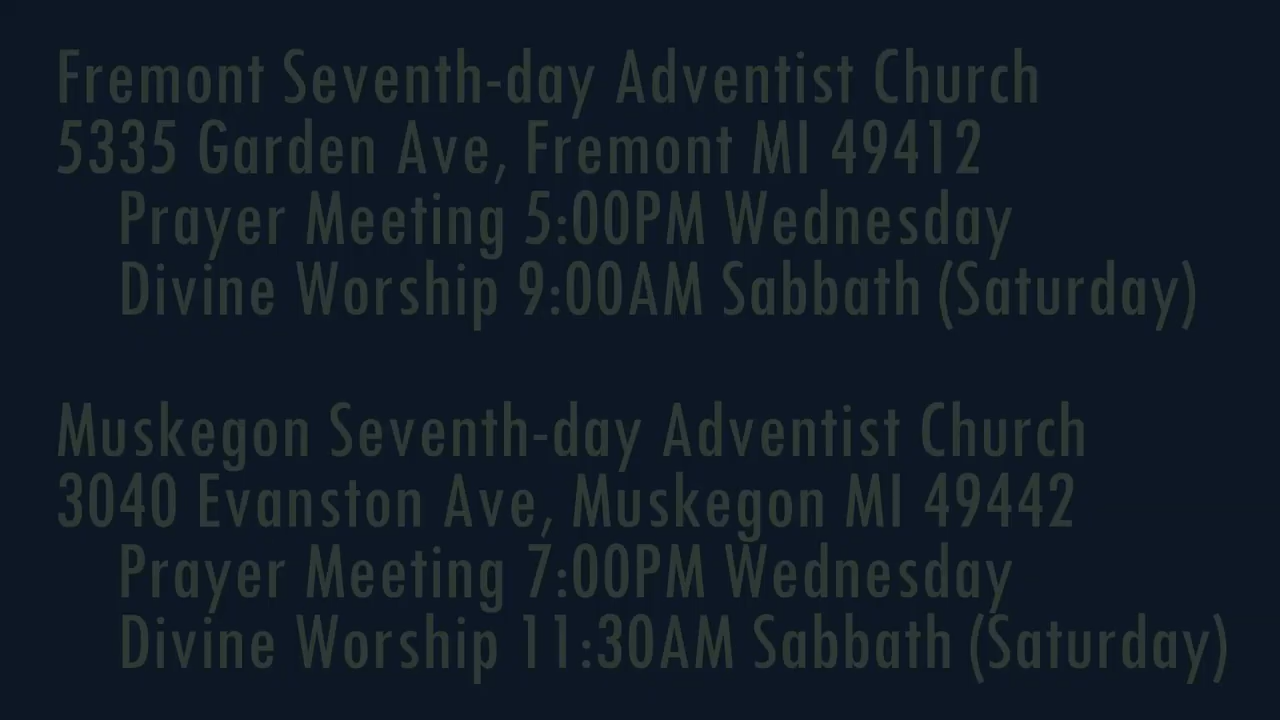 Fremont Seventh-day Adventist Church
5335 Garden Ave, Fremont MI 49412
Prayer Meeting 5:00PM Wednesday
Divine Worship 9:00AM Sabbath (Saturday)
Muskegon Seventh-day Adventist Church
3040 Evanston Ave, Muskegon MI 49442
Prayer Meeting 7:00PM Wednesday
Divine Worship 11:30AM Sabbath (Saturday)